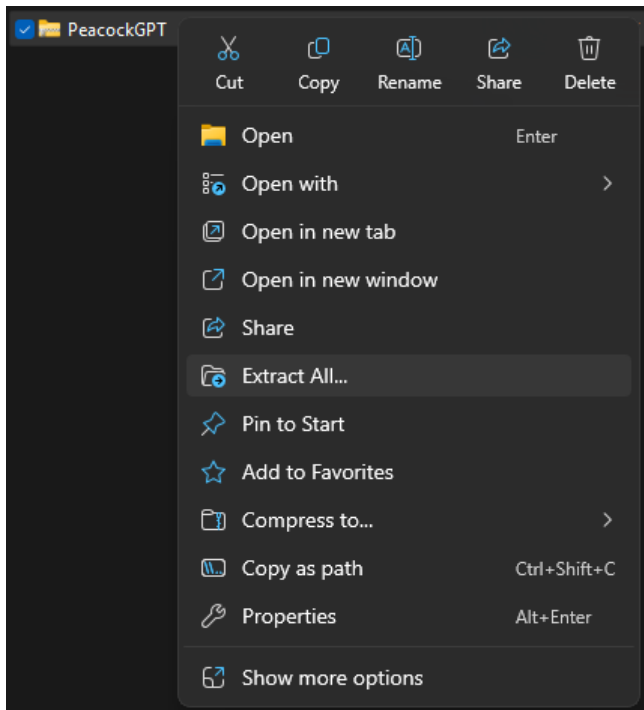 PeacockGPT
Cut Copy Rename Share Delete
Open Enter
Open with
Open in new tab
Open in new window
Share
Extract All...
Pin to Start
Add to Favorites
Compress to...
Copy as path Ctrl+Shift+C
Properties Alt+Enter
Show more options